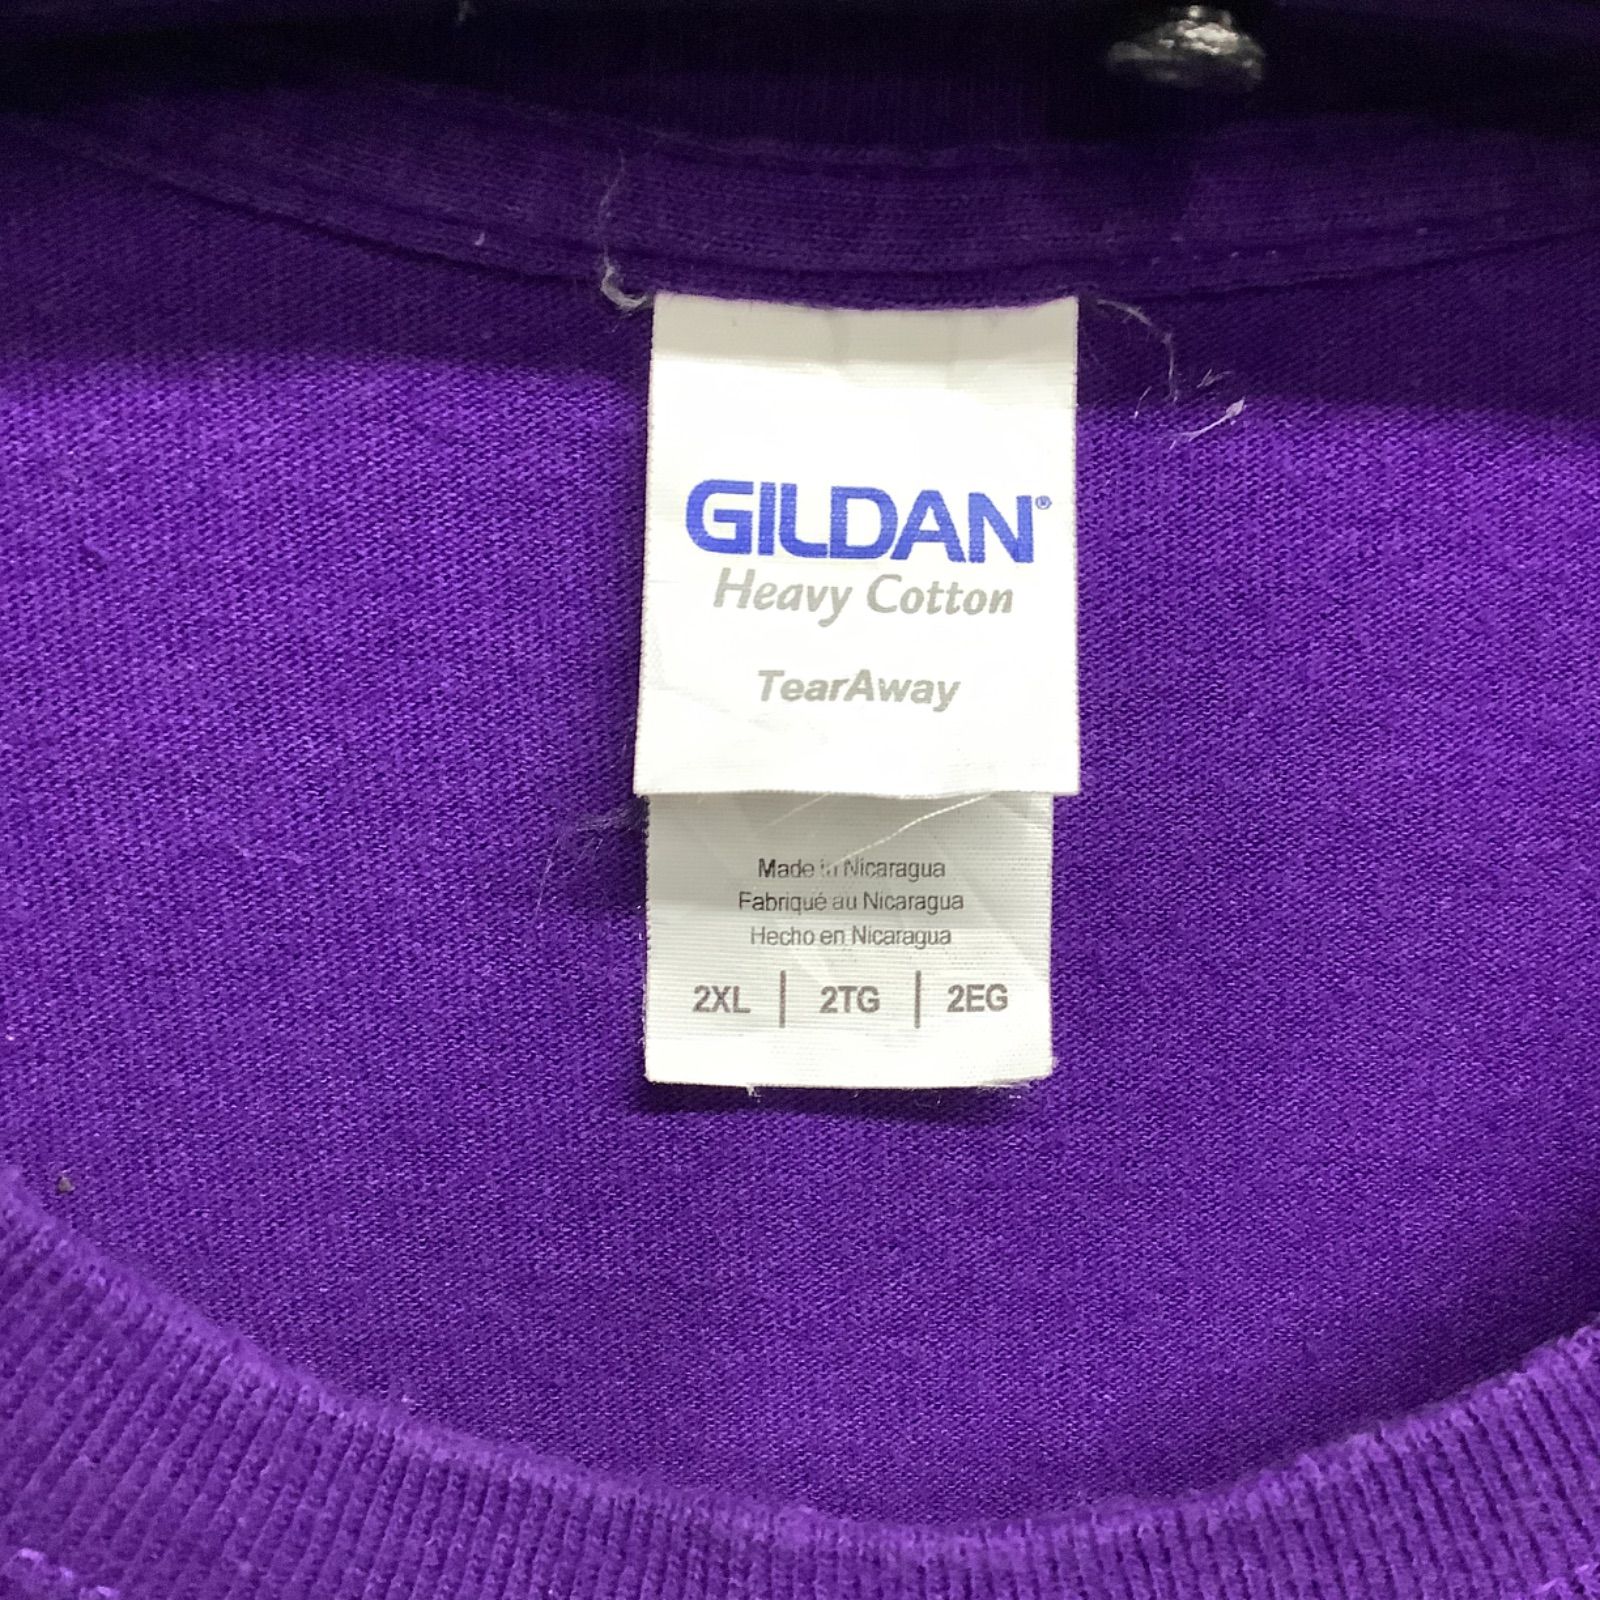 GILDAN®
Heavy Cotton
TearAway
Made in Nicaragua
Fabriqué au Nicaragua
Hecho en Nicaragua
2XL | 2TG | 2EG